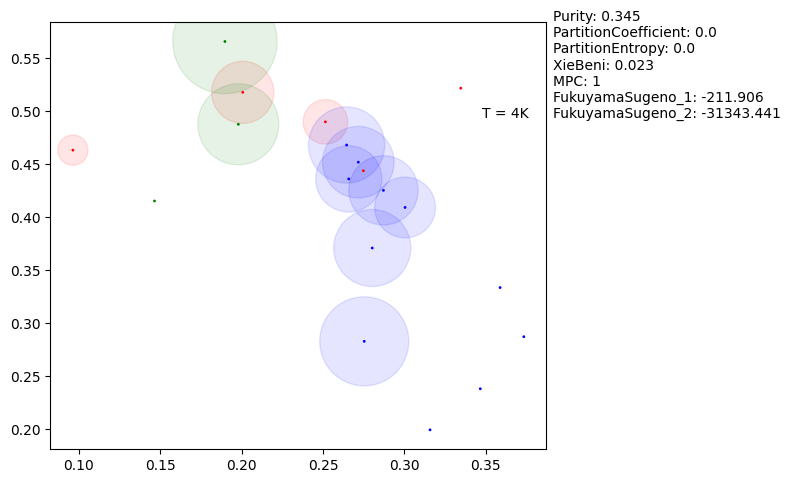 Purity: 0.345
PartitionCoefficient: 0.0
PartitionEntropy: 0.0
XieBeni: 0.023
MPC: 1
FukuyamaSugeno_1: -211.906
FukuyamaSugeno_2: -31343.441
T = 4K
0.55
0.50
0.45
0.40
0.35
0.30
0.25
0.20
0.10 0.15 0.20 0.25 0.30 0.35